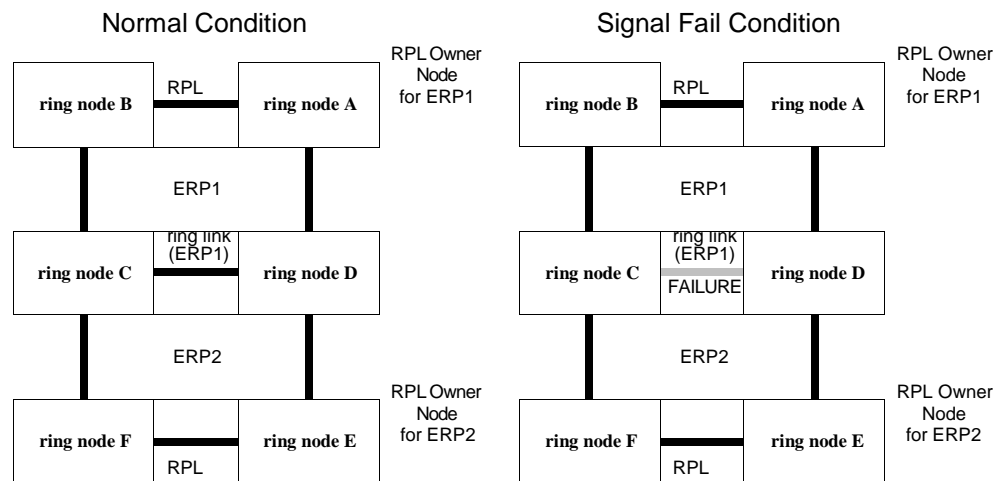 Normal Condition
RPL Owner
Node
for ERP1
ring node B
RPL
ring node A
ERP1
ring link
(ERP1)
ring node C
ring node D
ERP2
RPL Owner
Node
for ERP2
ring node F
ring node E
RPL
Signal Fail Condition
RPL Owner
Node
for ERP1
ring node B
RPL
ring node A
ERP1
ring link
(ERP1)
ring node C
ring node D
FAILURE
ERP2
RPL Owner
Node
for ERP2
ring node F
ring node E
RPL